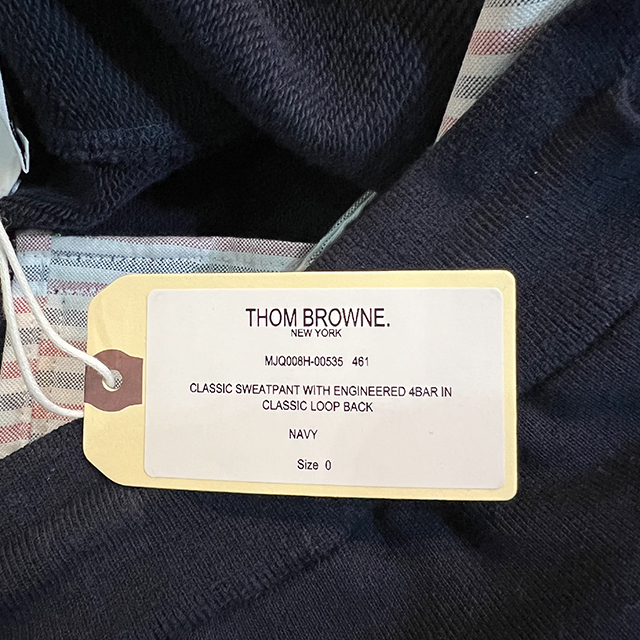 THOM BROWNE.
NEW YORK
MJQ008H-00535 461
CLASSIC SWEATPANT WITH ENGINEERED 4BAR IN
CLASSIC LOOP BACK
NAVY
Size 0